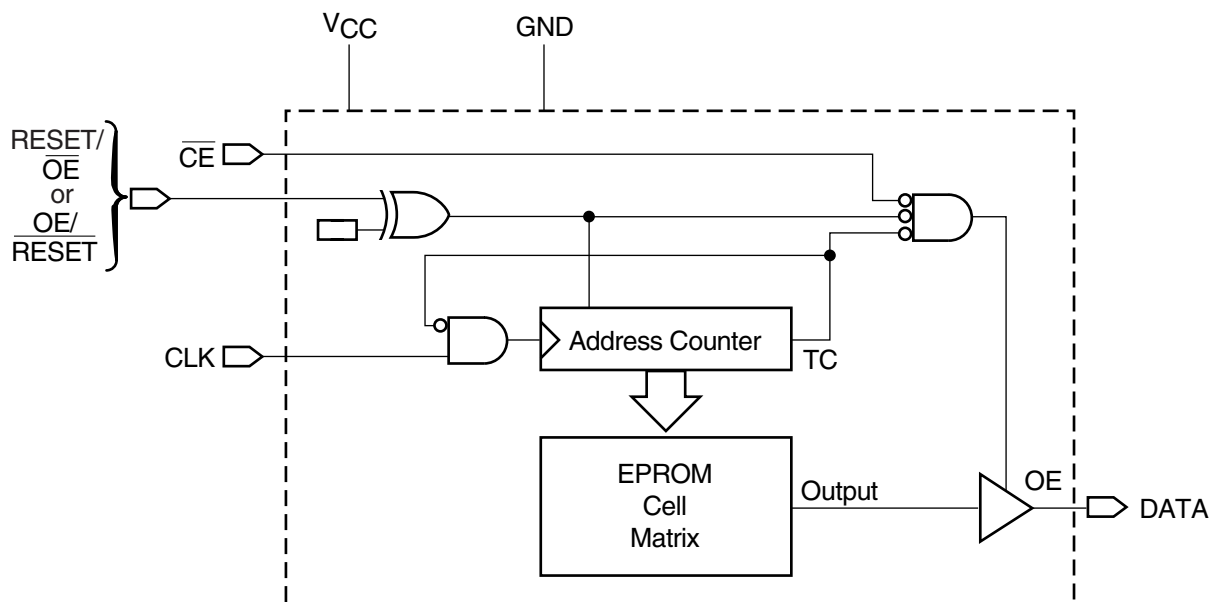 VCC
GND
RESET/
OE
or
OE/
RESET
CE
CLK
Address Counter
TC
EPROM
Cell
Matrix
Output
OE
DATA